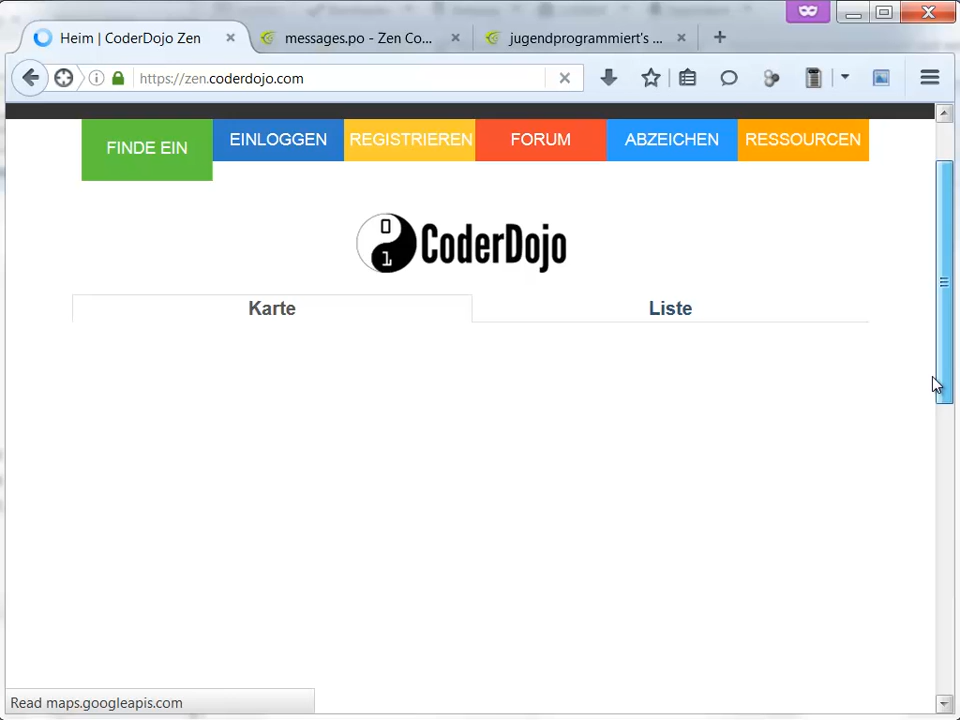 Heim | CoderDojo Zen
messages.po - Zen Co...
jugendprogrammiert's ...
https://zen.coderdojo.com
FINDE EIN
EINLOGGEN
REGISTRIEREN
FORUM
ABZEICHEN
RESSOURCEN
0
1
CoderDojo
Karte
Liste
Read maps.googleapis.com